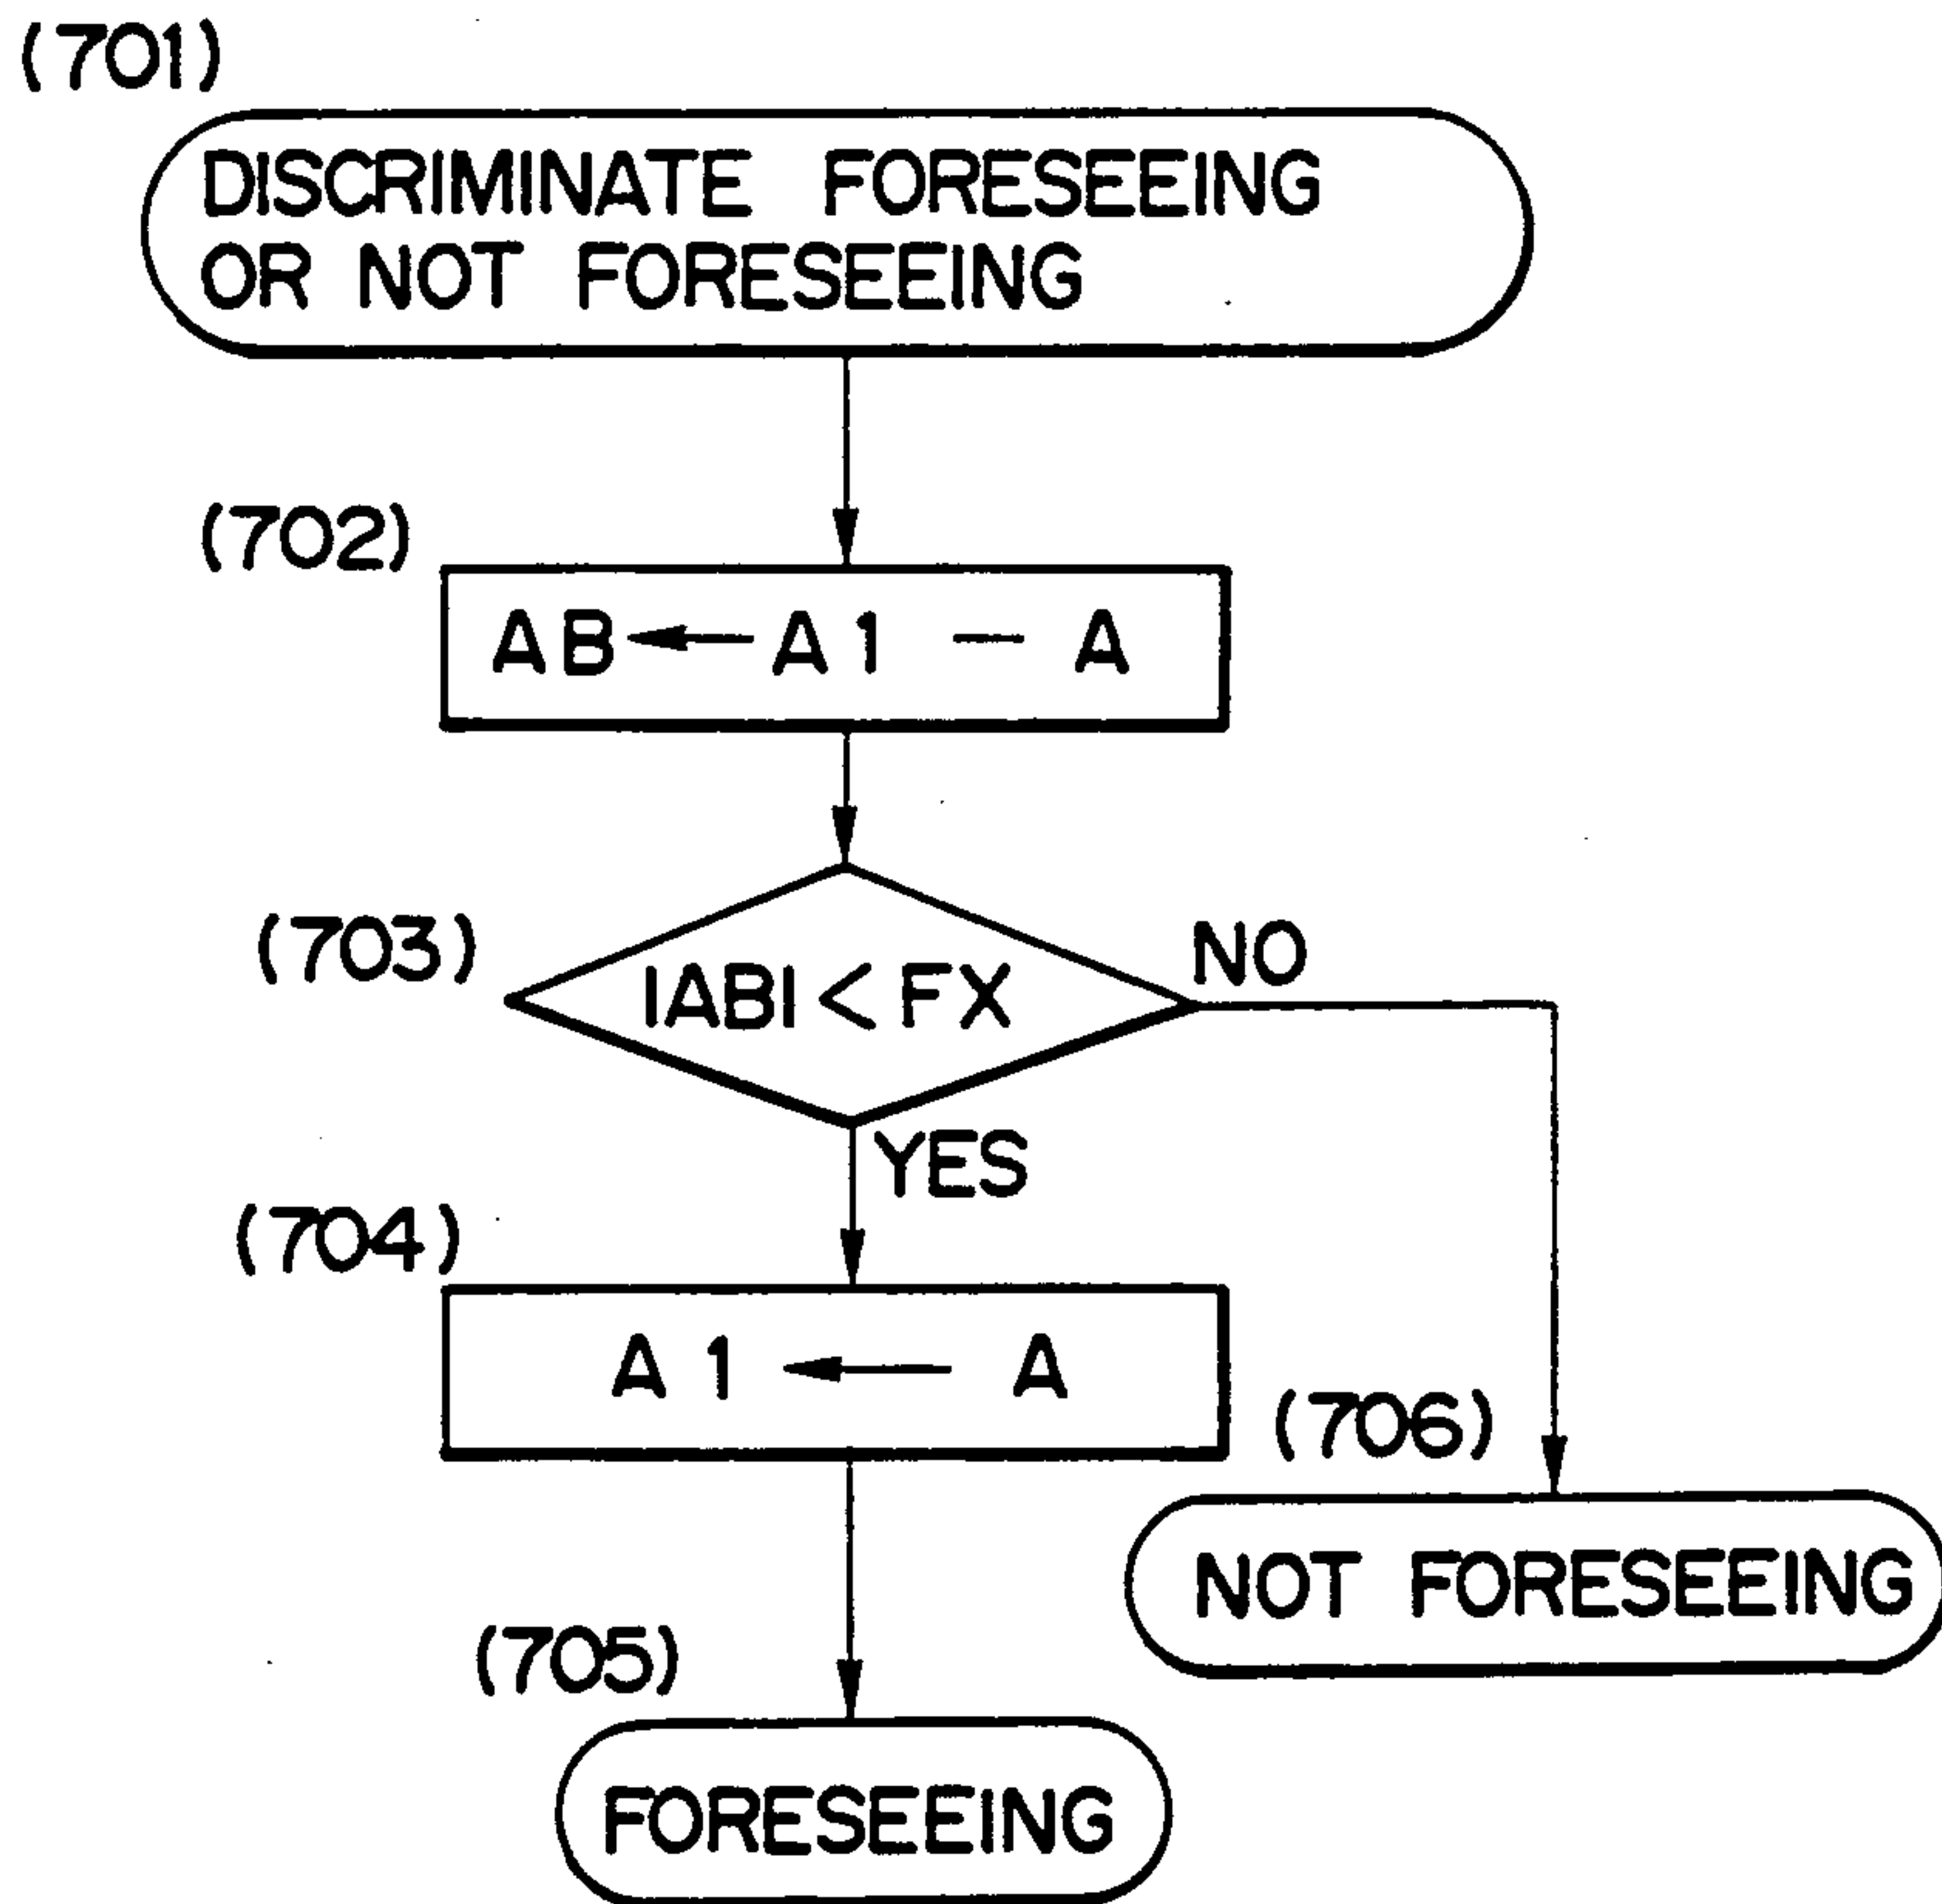 (701)
DISCRIMINATE FORESEEING
OR NOT FORESEEING
(702)
AB ← A1 — A
(703)
|AB| < FX
NO
YES
(704)
A1 ← A
(706)
NOT FORESEEING
(705)
FORESEEING